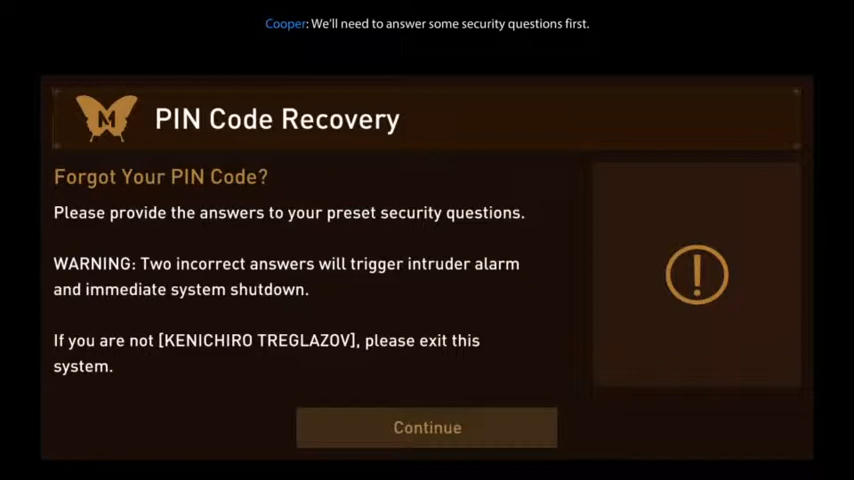 Cooper: We'll need to answer some security questions first.
M
PIN Code Recovery
Forgot Your PIN Code?
Please provide the answers to your preset security questions.
WARNING: Two incorrect answers will trigger intruder alarm
and immediate system shutdown.
If you are not [KENICHIRO TREGLAZOV], please exit this
system.
Continue